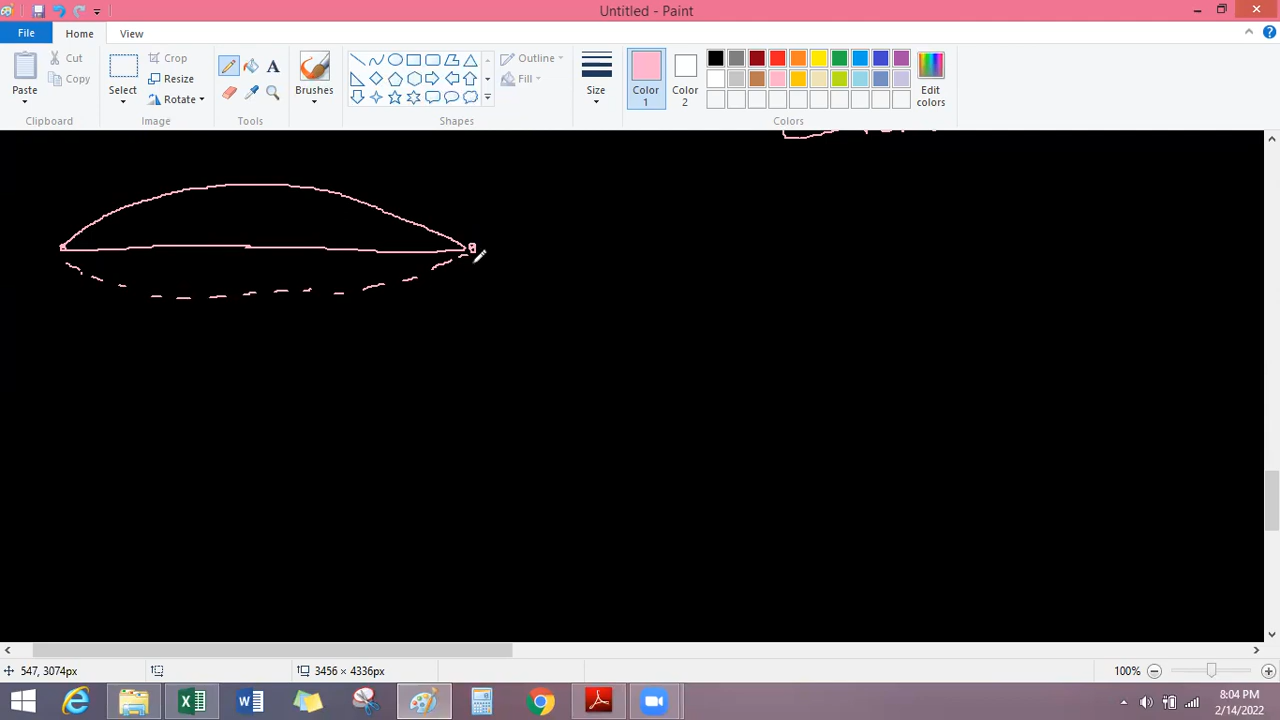 Untitled - Paint
File Home View
Paste
Cut
Copy
Clipboard
Select
Crop
Resize
Rotate
Image
A
Tools
Brushes
Outline
Fill
Shapes
Size
Color 1
Color 2
Edit colors
Colors
547, 3074px
3456 × 4336px
100%
8:04 PM
2/14/2022